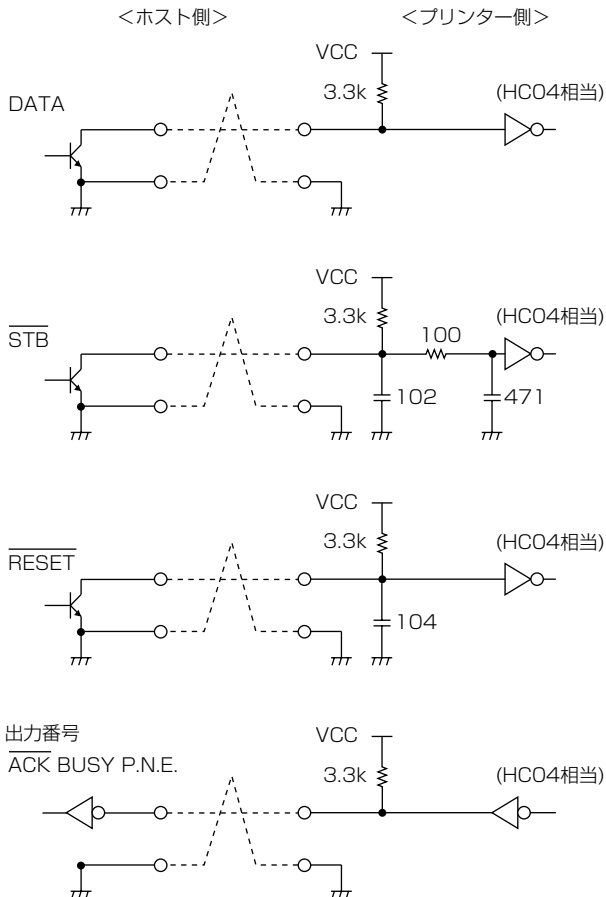 <ホスト側> <プリンター側>
VCC
3.3k (HC04相当)
DATA
VCC
3.3k (HC04相当)
STB 100
102 471
VCC
3.3k (HC04相当)
RESET
104
出力番号 VCC
ACK BUSY P.N.E. 3.3k (HC04相当)